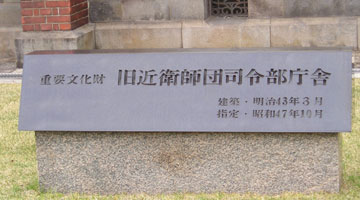 重要文化財 旧近衛師団司令部庁舎
建築・明治43年3月
指定・昭和47年10月